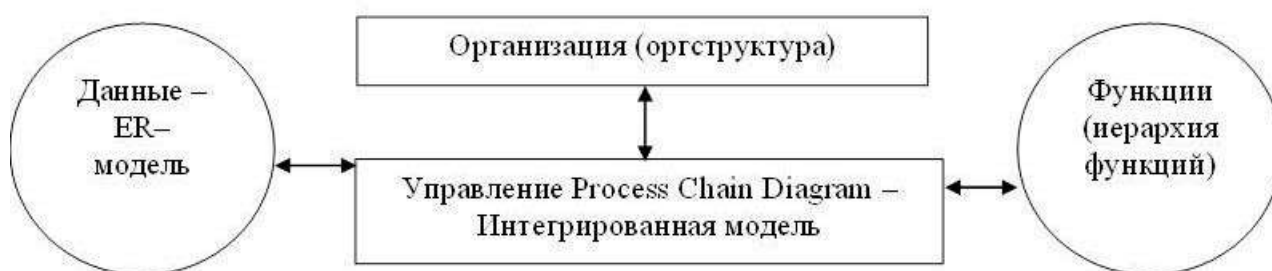 Организация (оргструктура)
Данные –
ER–
модель
Функции
(иерархия
функций)
Управление Process Chain Diagram –
Интегрированная модель